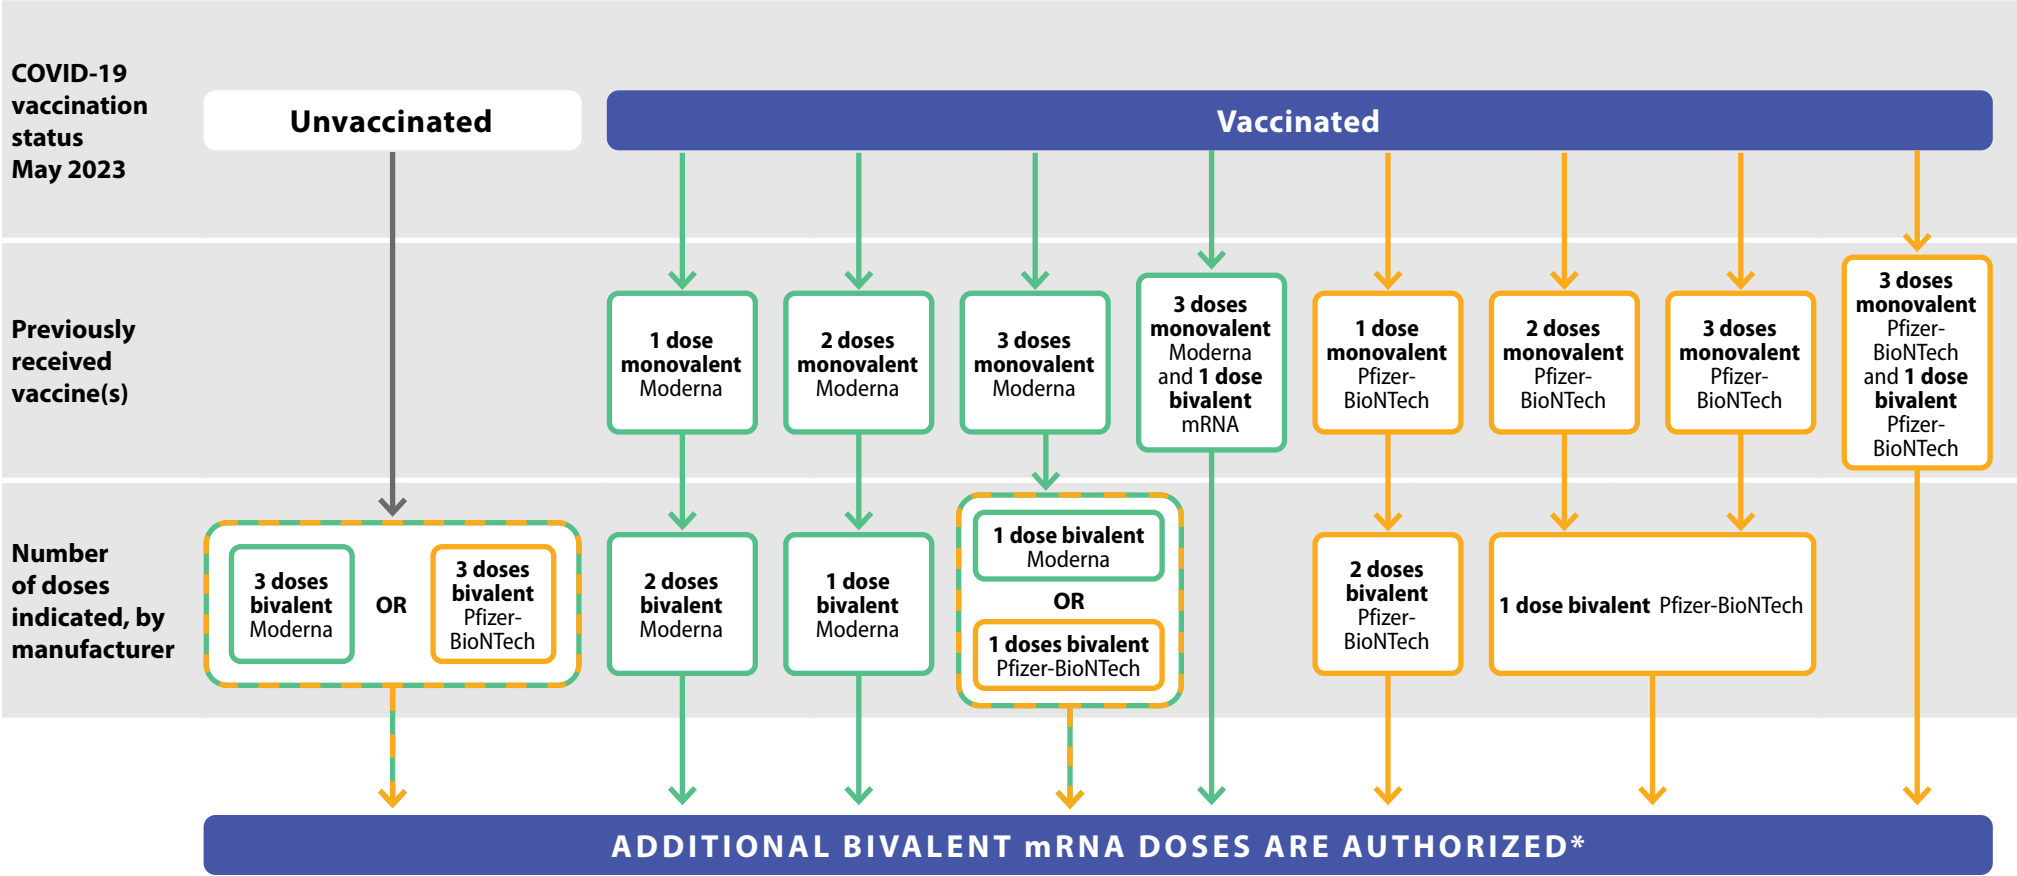 COVID-19
vaccination
status
May 2023
Unvaccinated
Vaccinated
Previously
received
vaccine(s)
1 dose
monovalent
Moderna
2 doses
monovalent
Moderna
3 doses
monovalent
Moderna
3 doses
monovalent
Moderna
and 1 dose
bivalent
mRNA
1 dose
monovalent
Pfizer-
BioNTech
2 doses
monovalent
Pfizer-
BioNTech
3 doses
monovalent
Pfizer-
BioNTech
3 doses
monovalent
Pfizer-
BioNTech
and 1 dose
bivalent
Pfizer-
BioNTech
Number
of doses
indicated, by
manufacturer
3 doses
bivalent
Moderna
OR
3 doses
bivalent
Pfizer-
BioNTech
2 doses
bivalent
Moderna
1 dose
bivalent
Moderna
1 dose bivalent
Moderna
OR
1 doses bivalent
Pfizer-BioNTech
2 doses
bivalent
Pfizer-
BioNTech
1 dose bivalent Pfizer-BioNTech
ADDITIONAL BIVALENT mRNA DOSES ARE AUTHORIZED*